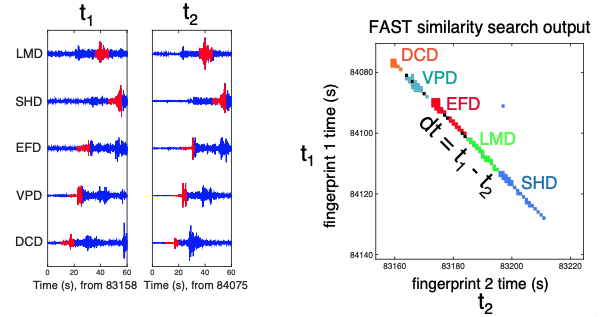 t1
t2
LMD
SHD
EFD
VPD
DCD
0 20 40 60
0 20 40 60
Time (s), from 83158
Time (s), from 84075
FAST similarity search output
DCD
VPD
EFD
LMD
SHD
dt = t1 - t2
84080
84100
84120
84140
t1
fingerprint 1 time (s)
83160 83180 83200 83220
fingerprint 2 time (s)
t2